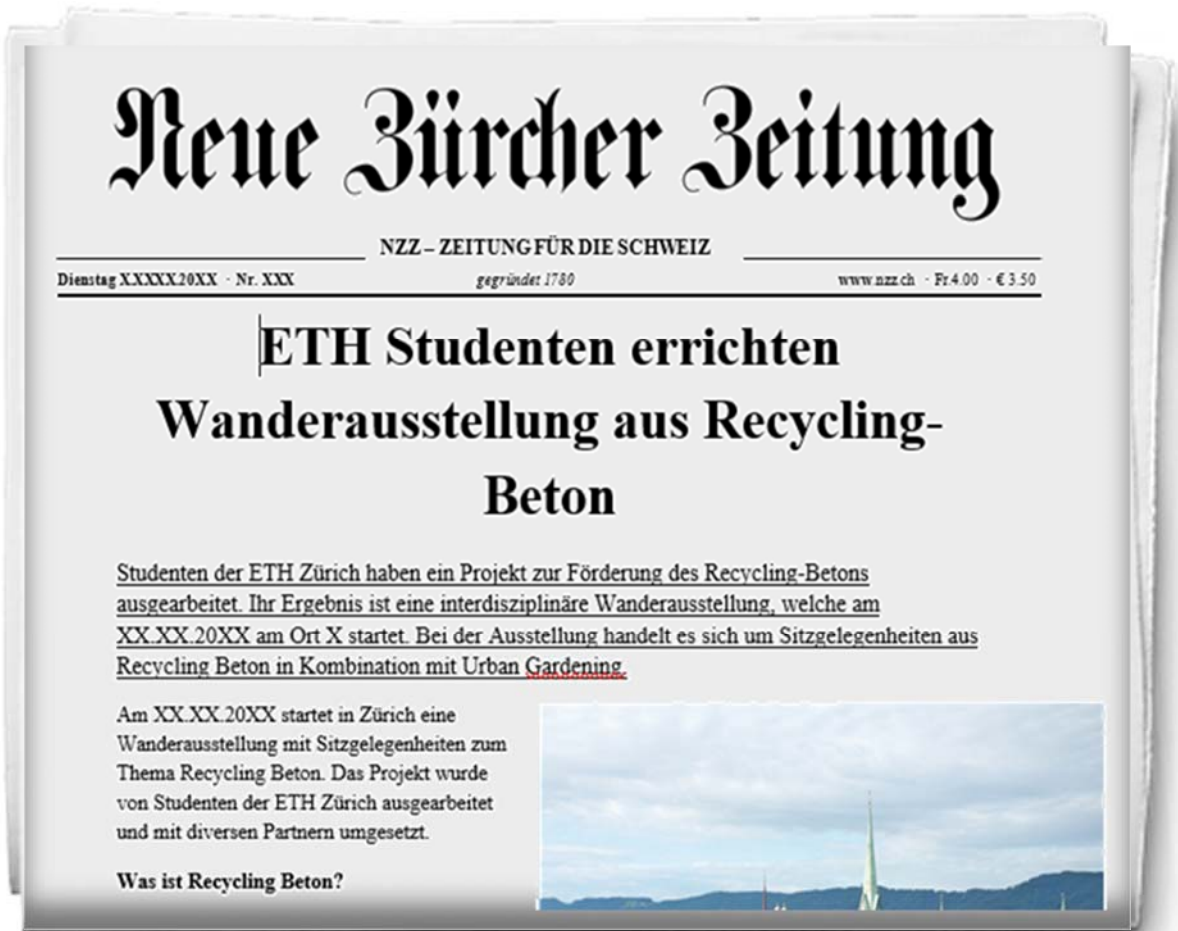 Neue Zürcher Zeitung
NZZ – ZEITUNG FÜR DIE SCHWEIZ
Dienstag XXXXX20XX · Nr. XXX gegründet 1780 www.nzz.ch · Fr.4.00 · € 3.50
ETH Studenten errichten
Wanderausstellung aus Recycling-
Beton
Studenten der ETH Zürich haben ein Projekt zur Förderung des Recycling-Betons
ausgearbeitet. Ihr Ergebnis ist eine interdisziplinäre Wanderausstellung, welche am
XX.XX.20XX am Ort X startet. Bei der Ausstellung handelt es sich um Sitzgelegenheiten aus
Recycling Beton in Kombination mit Urban Gardening.
Am XX.XX.20XX startet in Zürich eine
Wanderausstellung mit Sitzgelegenheiten zum
Thema Recycling Beton. Das Projekt wurde
von Studenten der ETH Zürich ausgearbeitet
und mit diversen Partnern umgesetzt.
Was ist Recycling Beton?